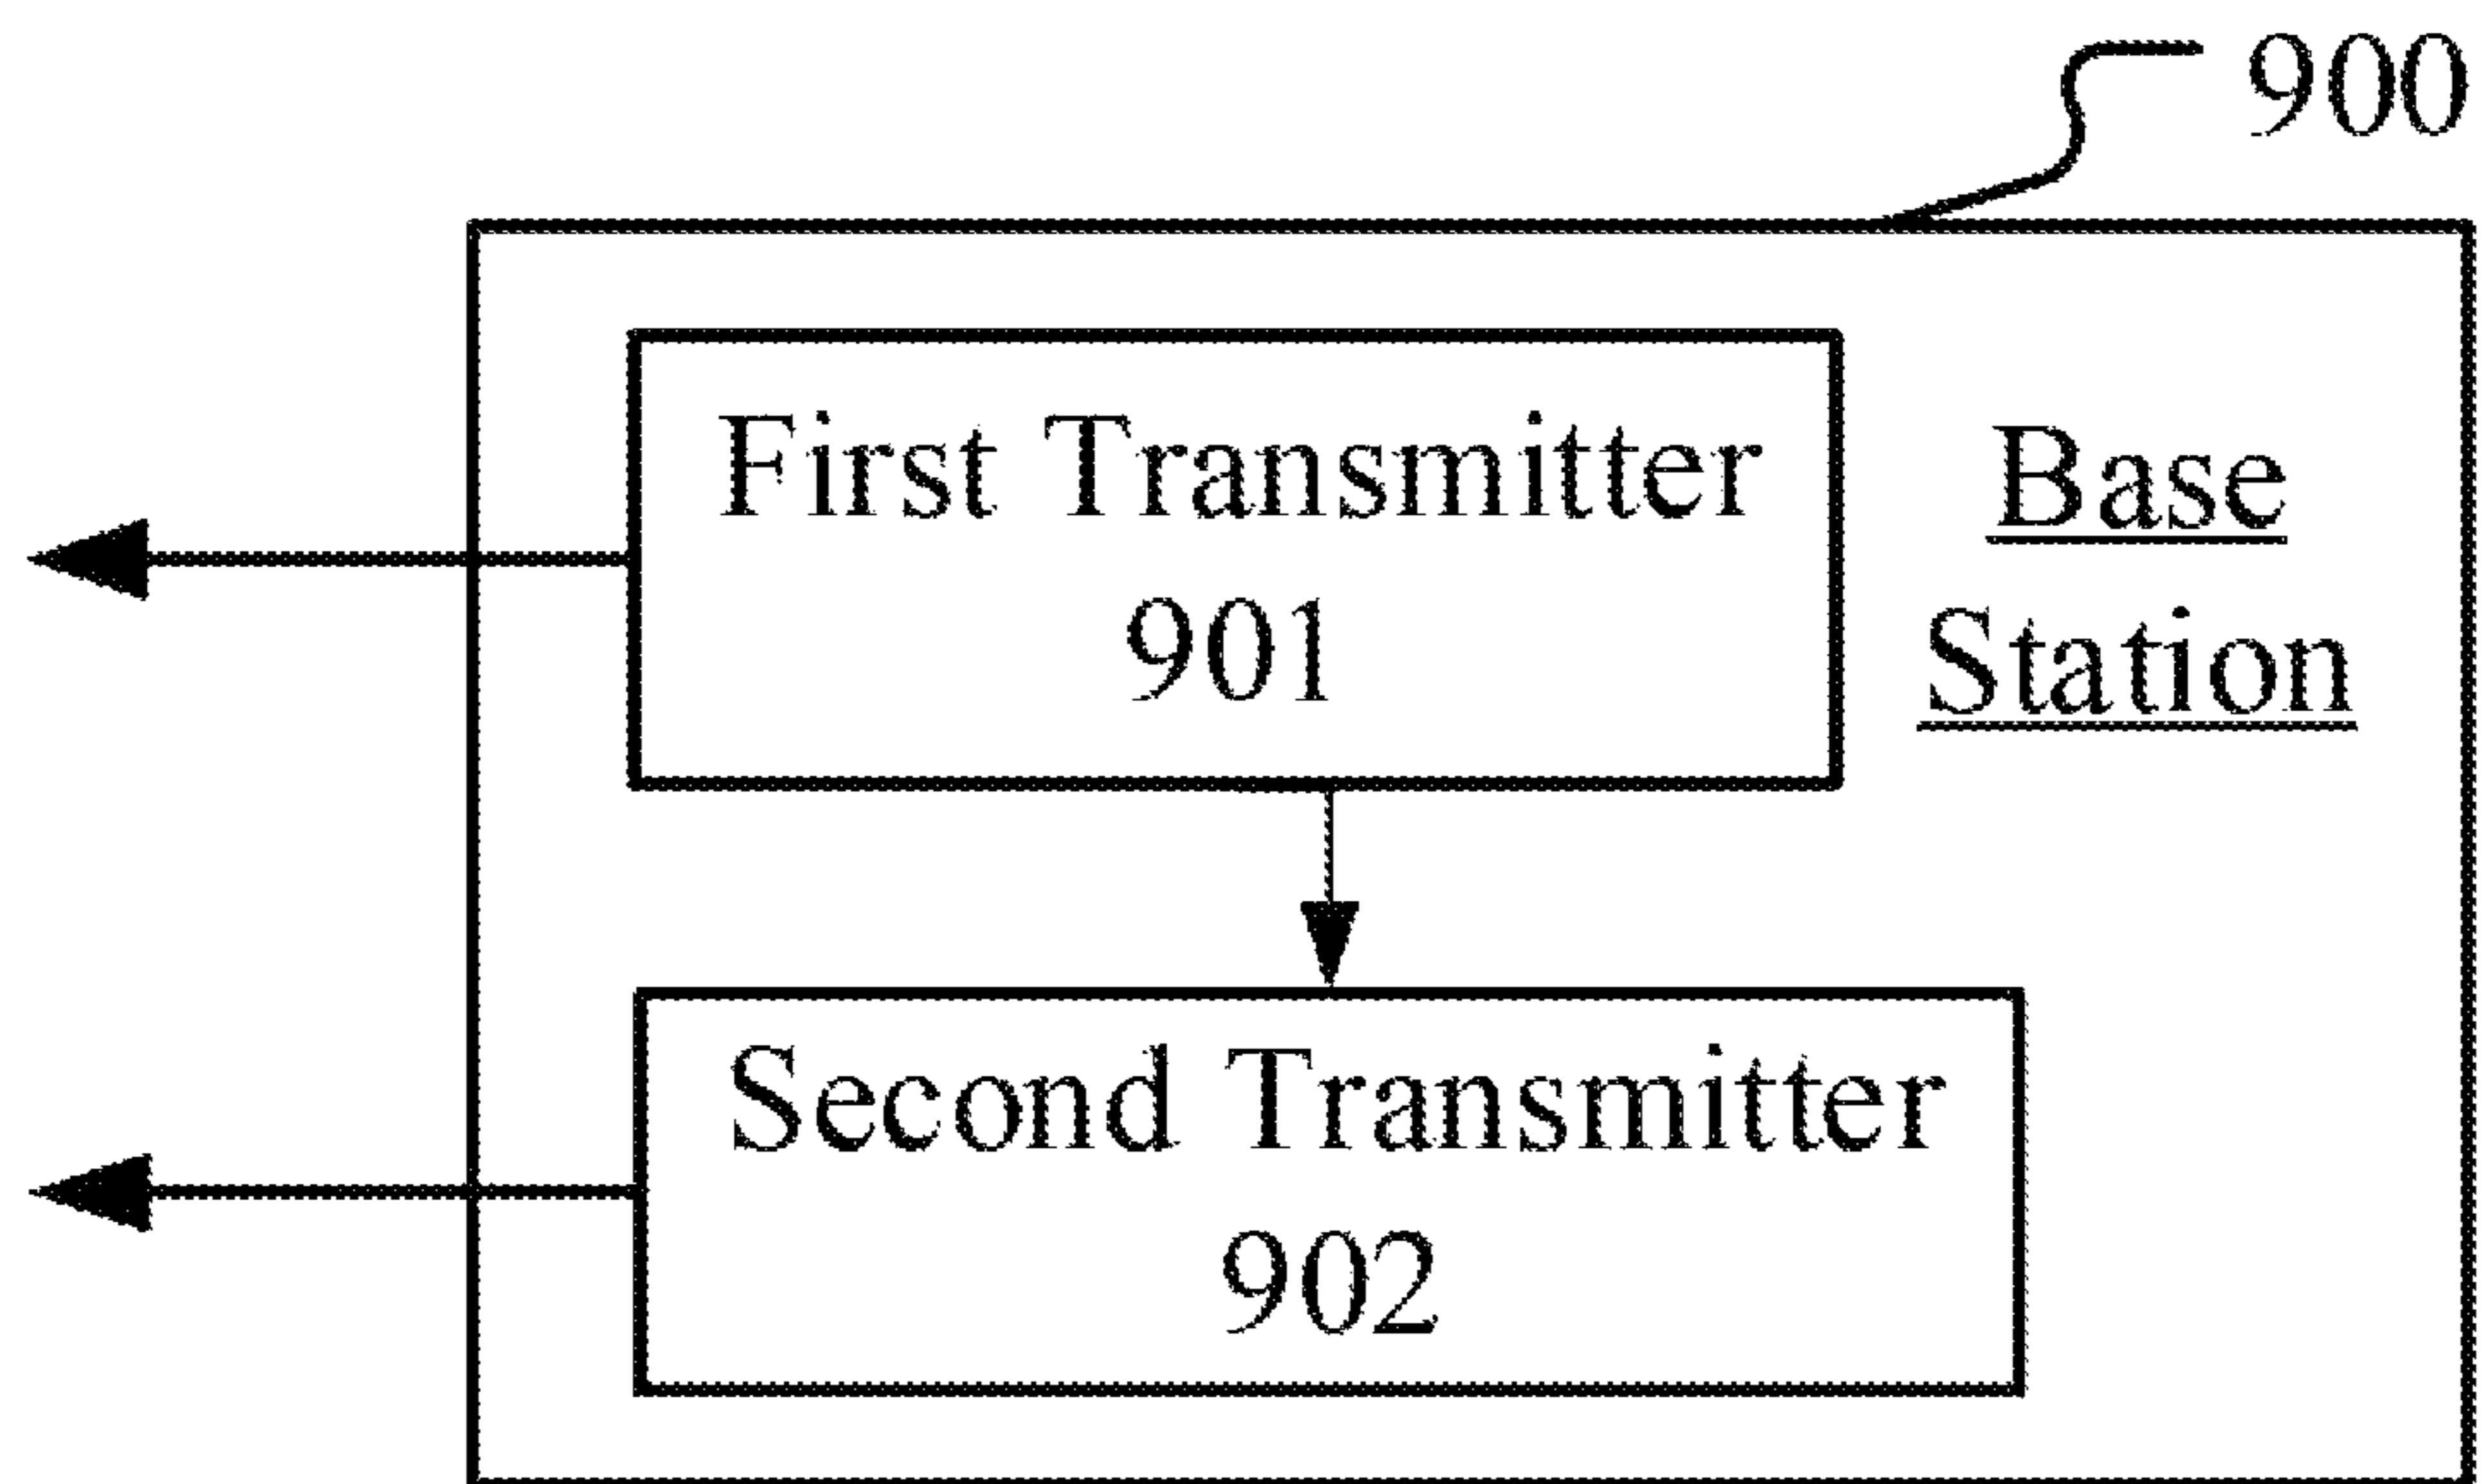 900
First Transmitter
901
Base
Station
Second Transmitter
902